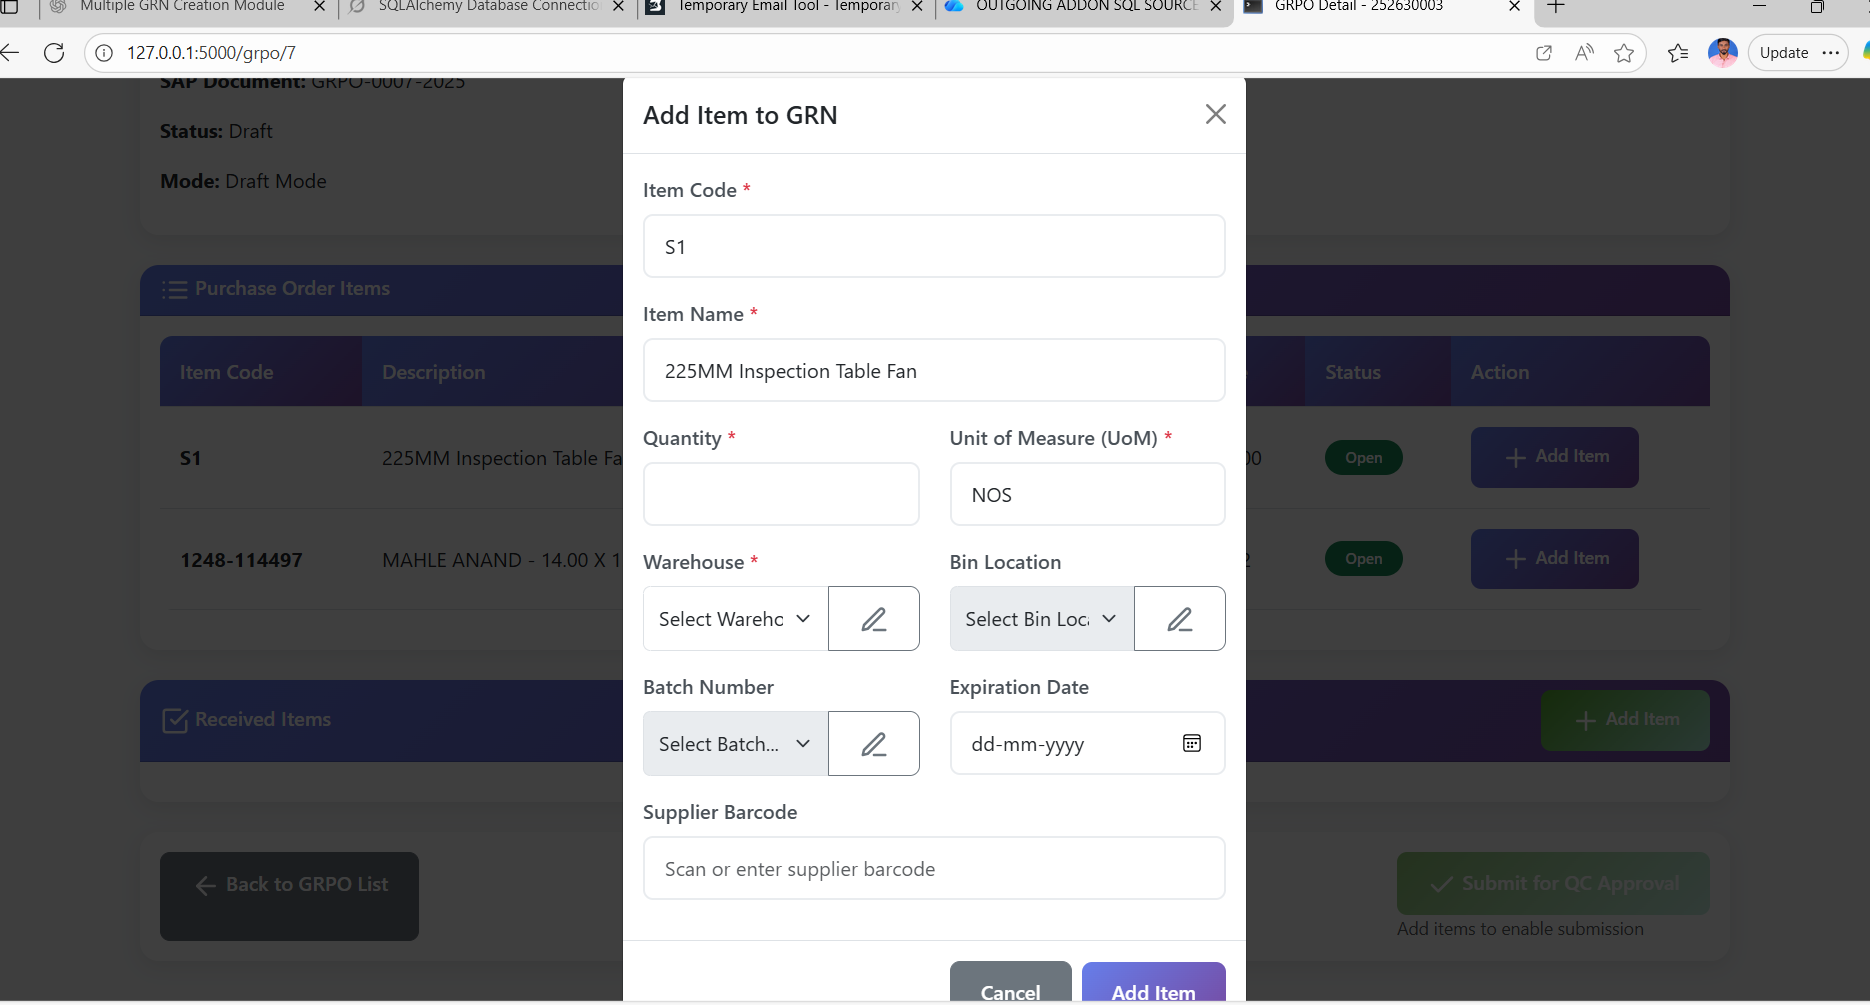 Multiple GRN Creation Module
SQLAlchemy Database Connectio
Temporary Email Tool - Temporary
OUTGOING ADDON SQL SOURCE
GRPO Detail - 252630003
127.0.0.1:5000/grpo/7
Update
SAP Document: GRPO-0007-2025
Status: Draft
Mode: Draft Mode
Purchase Order Items
Item Code Description Status Action
S1 225MM Inspection Table Fa 00 Open + Add Item
1248-114497 MAHLE ANAND - 14.00 X 1 2 Open + Add Item
Received Items
+ Add Item
Back to GRPO List
Submit for QC Approval
Add items to enable submission
Add Item to GRN
Item Code *
S1
Item Name *
225MM Inspection Table Fan
Quantity * Unit of Measure (UoM) *
NOS
Warehouse * Bin Location
Select Wareho Select Bin Loca
Batch Number Expiration Date
Select Batch... dd-mm-yyyy
Supplier Barcode
Scan or enter supplier barcode
Cancel Add Item